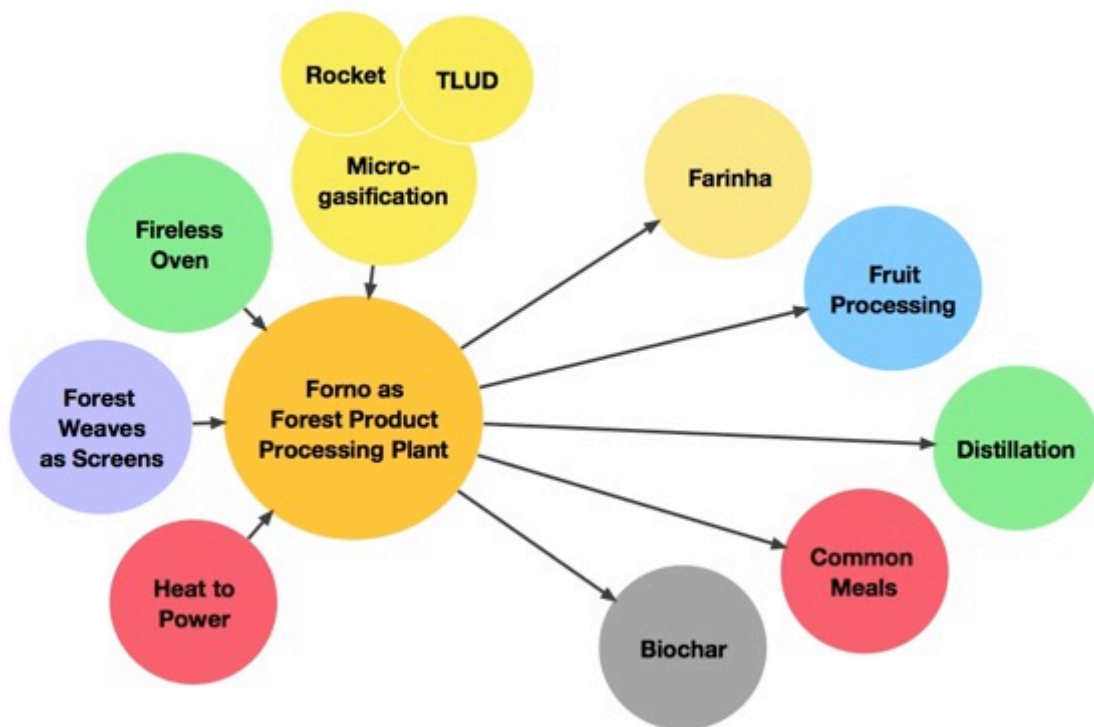 Rocket
TLUD
Micro-
gasification
Fireless
Oven
Forest
Weaves
as Screens
Heat to
Power
Forno as
Forest Product
Processing Plant
Farinha
Fruit
Processing
Distillation
Common
Meals
Biochar